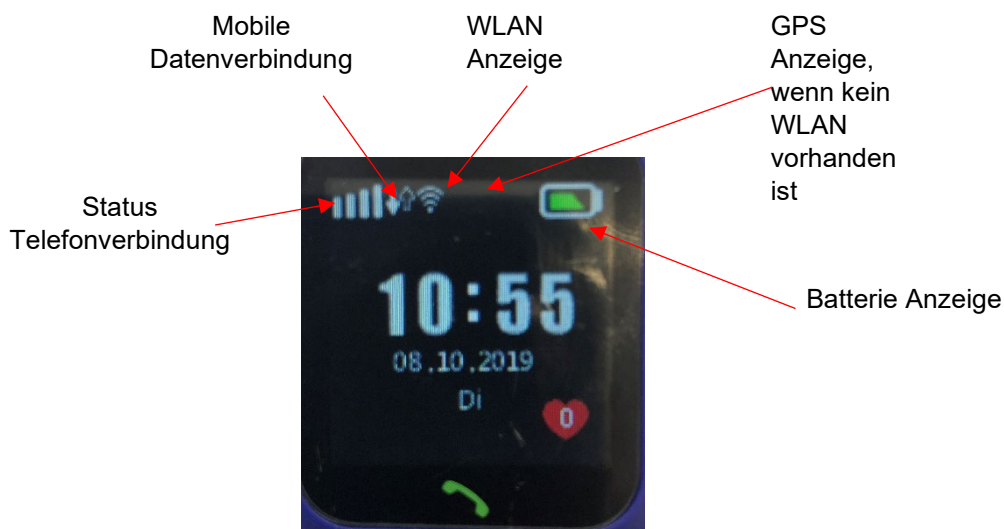 Mobile
Datenverbindung
WLAN
Anzeige
GPS
Anzeige,
wenn kein
WLAN
vorhanden
ist
Status
Telefonverbindung
Batterie Anzeige
10:55
08.10.2019
Di
0